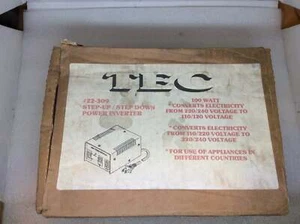 TEC
122-300
STEP-UP / STEP DOWN
POWER INVERTER
100 WATT
*CONVERTS ELECTRICITY
FROM 220/240 VOLTAGE TO
110/120 VOLTAGE
*CONVERTS ELECTRICITY
FROM 110/120 VOLTAGE TO
220/240 VOLTAGE
*FOR USE OF APPLIANCES IN
DIFFERENT COUNTRIES